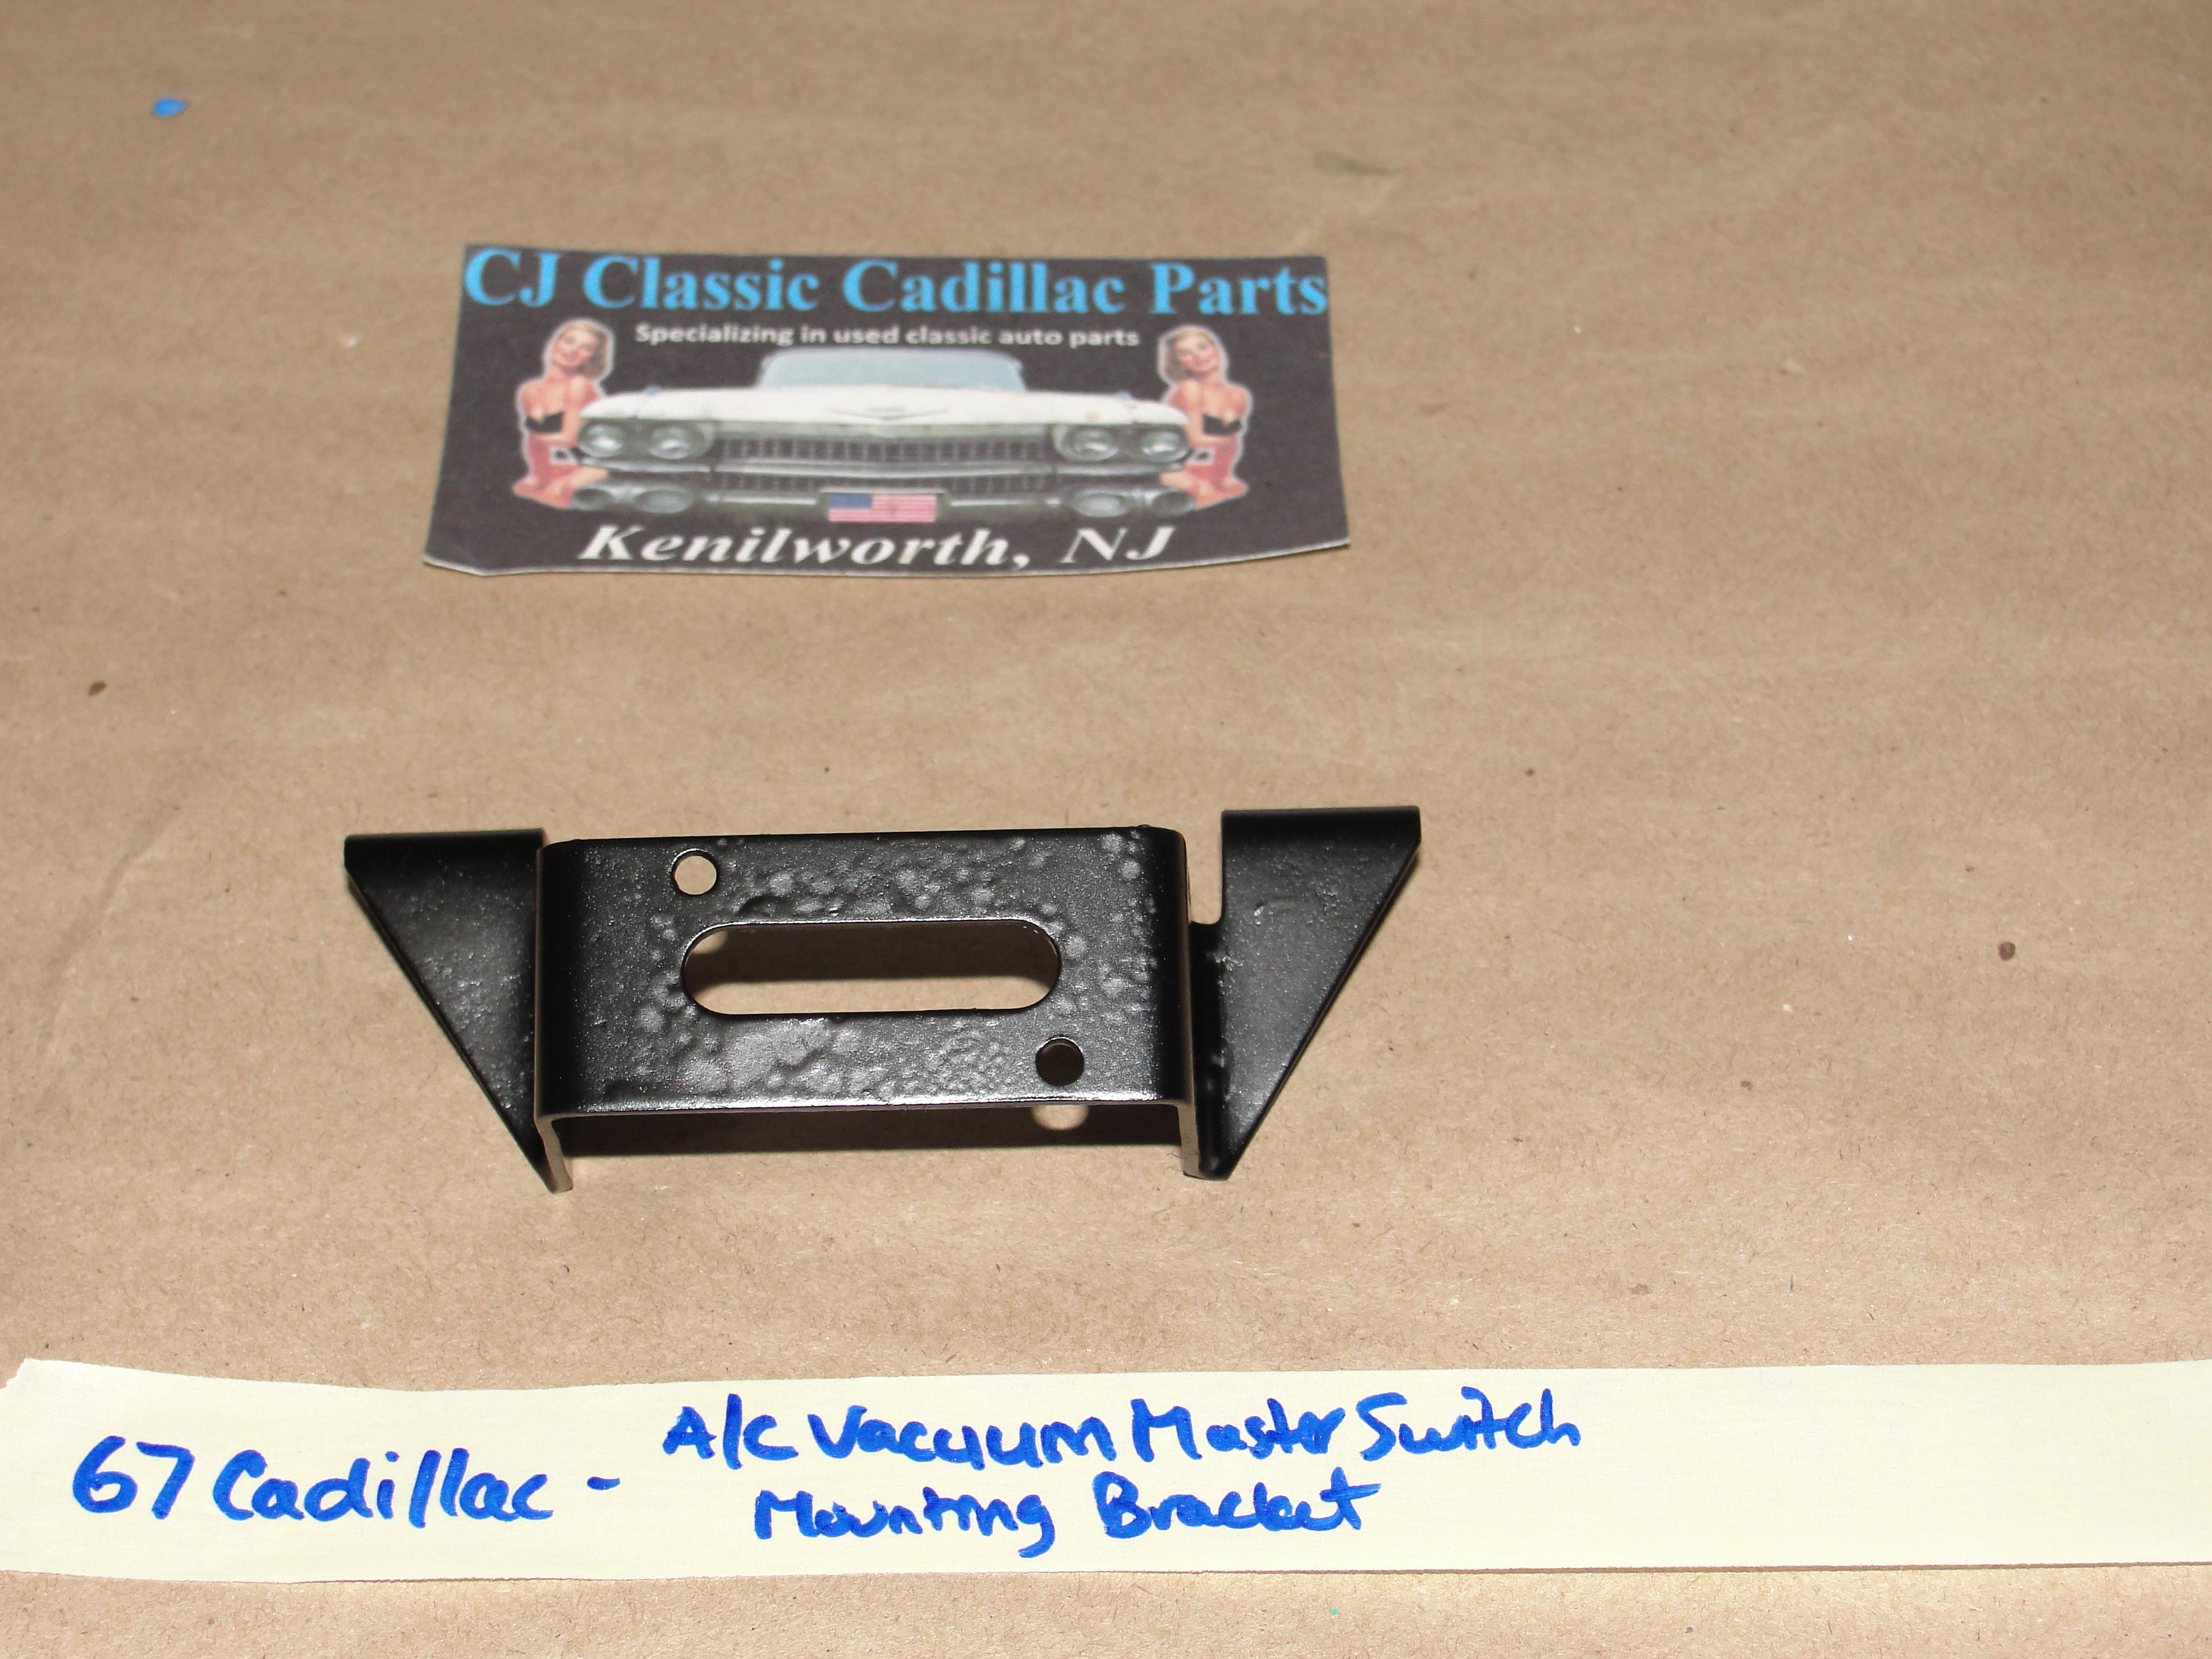 CJ Classic Cadillac Parts
Specializing in used classic auto parts
Kenilworth, NJ
67 Cadillac - A/C Vacuum Master Switch
Mounting Bracket